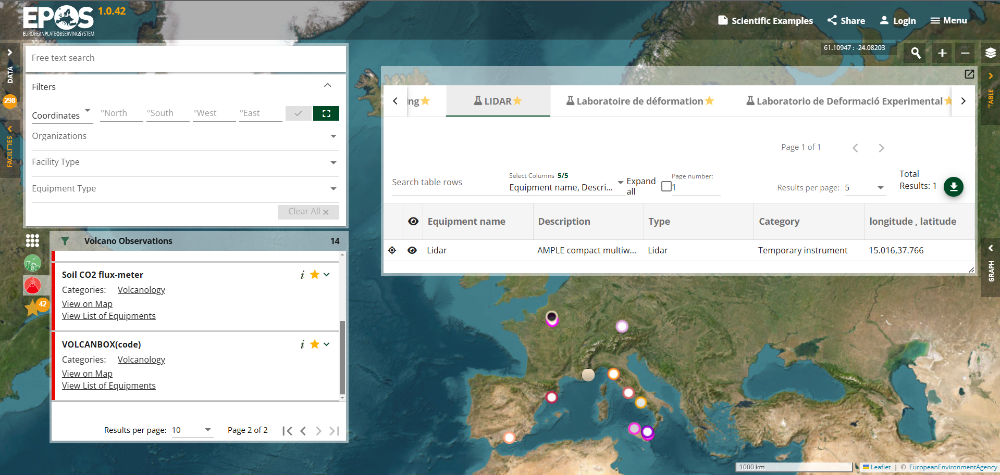 EPOS 1.0.42
EUROPEANPLATEOBSERVINGSYSTEM
Scientific Examples
Share
Login
Menu
DATA
298
FACILITIES
Free text search
Filters
Coordinates
°North
°South
°West
°East
Organizations
Facility Type
Equipment Type
Clear All
Volcano Observations
14
42
Soil CO2 flux-meter
Categories: Volcanology
View on Map
View List of Equipments
VOLCANBOX(code)
Categories: Volcanology
View on Map
View List of Equipments
Results per page: 10
Page 2 of 2
61.10947 : -24.08203
ing
LIDAR
Laboratoire de déformation
Laboratorio de Deformació Experimental
Page 1 of 1
Search table rows
Select Columns 5/5
Equipment name, Descri...
Expand all
Page number:
1
Results per page: 5
Total
Results: 1
Equipment name
Description
Type
Category
longitude , latitude
Lidar
AMPLE compact multiw...
Lidar
Temporary instrument
15.016,37.766
TABLE
GRAPH
1000 km
Leaflet | © EuropeanEnvironmentAgency